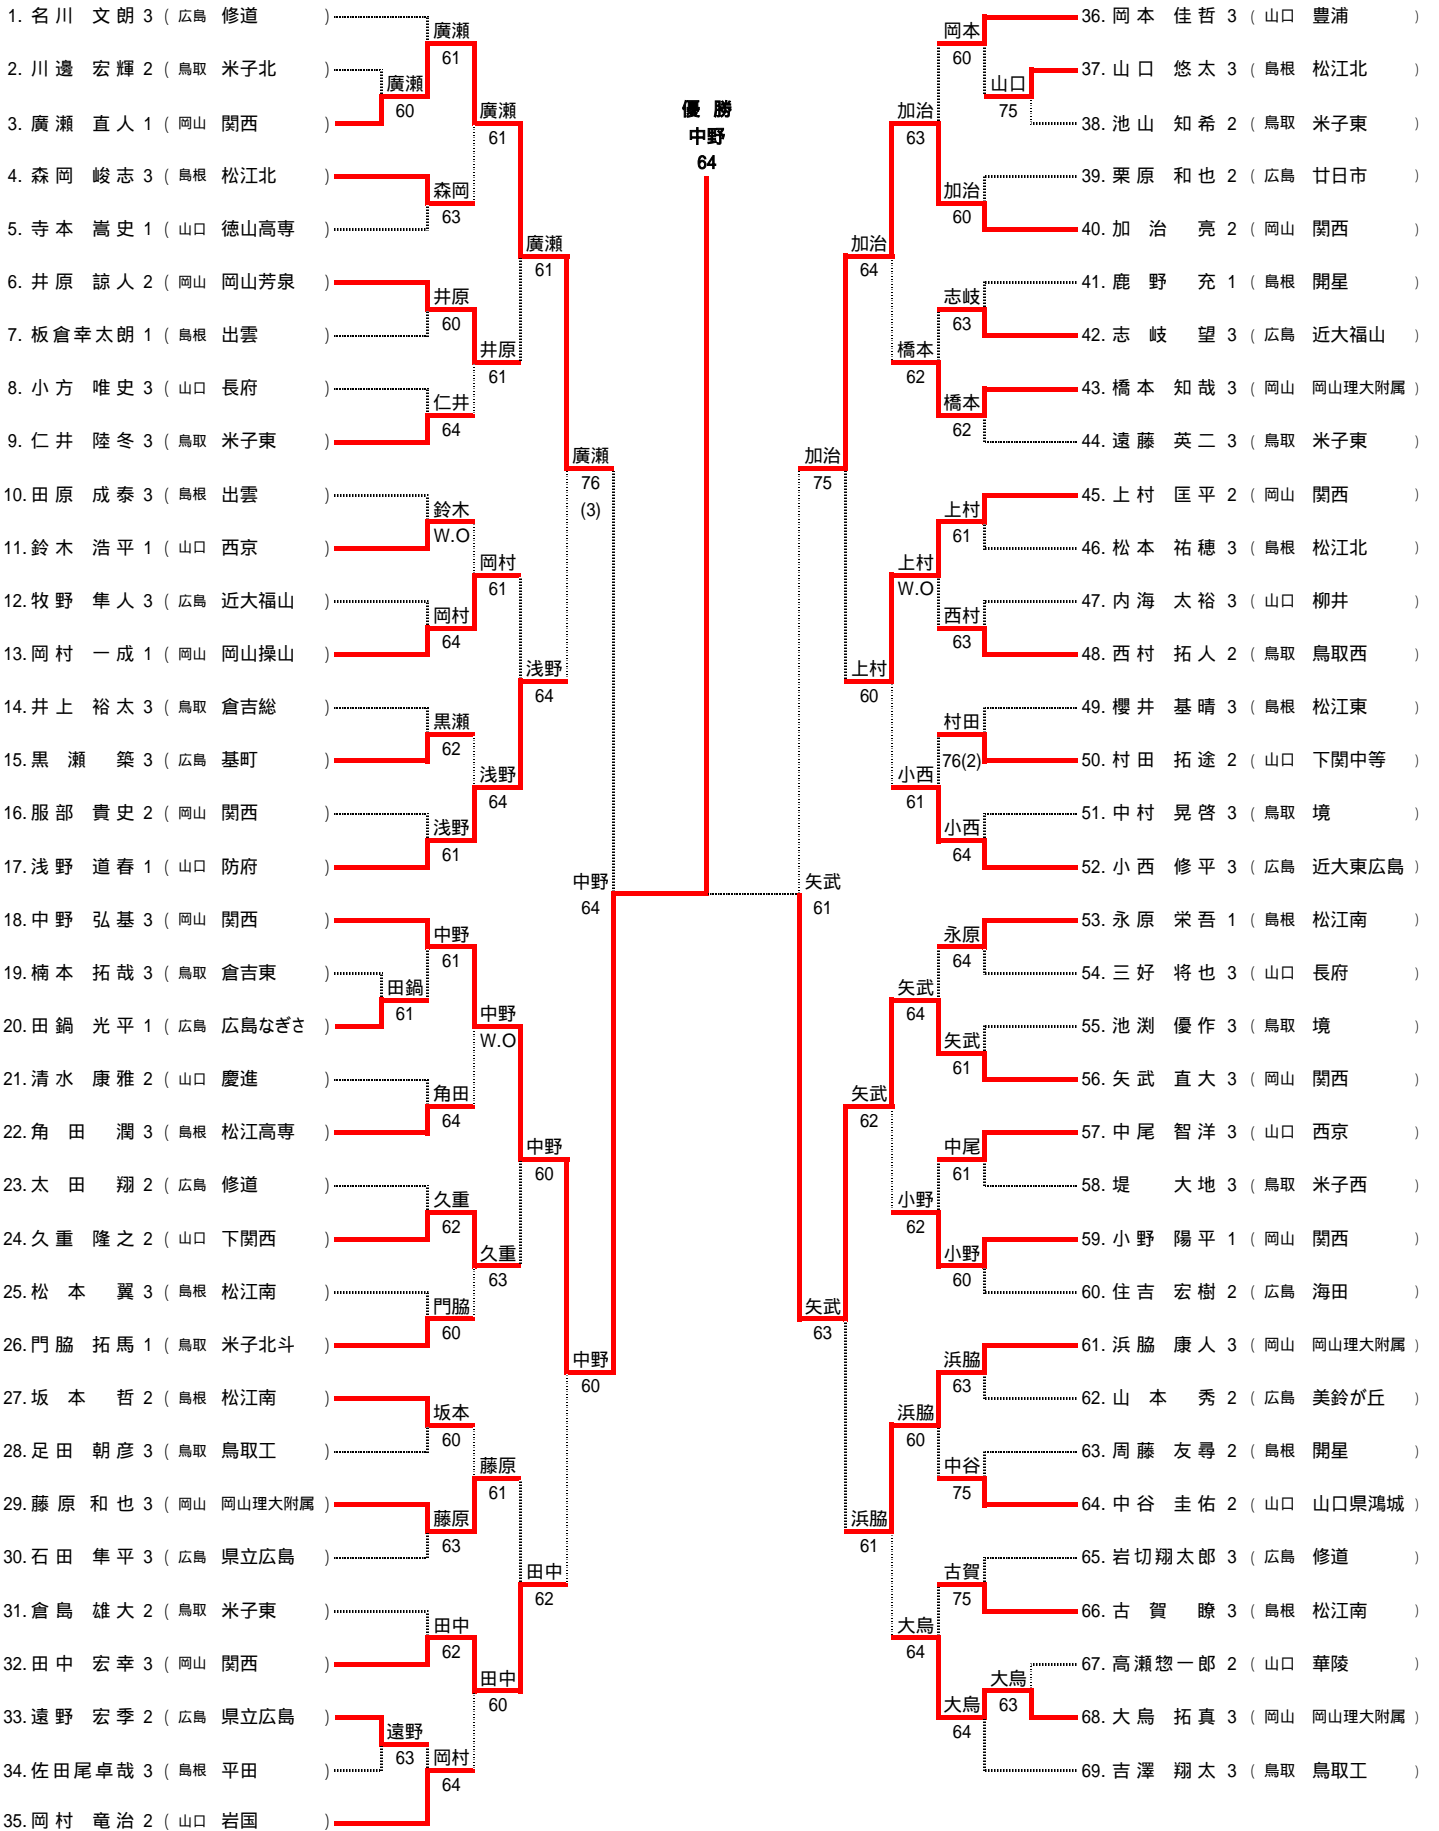 優 勝
中野
64
1. 名川 文朗 3 ( 広島 修道 )
2. 川邊 宏輝 2 ( 鳥取 米子北 )
3. 廣瀬 直人 1 ( 岡山 関西 )
4. 森岡 峻志 3 ( 島根 松江北 )
5. 寺本 嵩史 1 ( 山口 徳山高専 )
6. 井原 諒人 2 ( 岡山 岡山芳泉 )
7. 板倉幸太朗 1 ( 島根 出雲 )
8. 小方 唯史 3 ( 山口 長府 )
9. 仁井 陸冬 3 ( 鳥取 米子東 )
10. 田原 成泰 3 ( 島根 出雲 )
11. 鈴木 浩平 1 ( 山口 西京 )
12. 牧野 隼人 3 ( 広島 近大福山 )
13. 岡村 一成 1 ( 岡山 岡山操山 )
14. 井上 裕太 3 ( 鳥取 倉吉総 )
15. 黒瀬 築 3 ( 広島 基町 )
16. 服部 貴史 2 ( 岡山 関西 )
17. 浅野 道春 1 ( 山口 防府 )
18. 中野 弘基 3 ( 岡山 関西 )
19. 楠本 拓哉 3 ( 鳥取 倉吉東 )
20. 田鍋 光平 1 ( 広島 広島なぎさ )
21. 清水 康雅 2 ( 山口 慶進 )
22. 角田 潤 3 ( 島根 松江高専 )
23. 太田 翔 2 ( 広島 修道 )
24. 久重 隆之 2 ( 山口 下関西 )
25. 松本 翼 3 ( 島根 松江南 )
26. 門脇 拓馬 1 ( 鳥取 米子北斗 )
27. 坂本 哲 2 ( 島根 松江南 )
28. 足田 朝彦 3 ( 鳥取 鳥取工 )
29. 藤原 和也 3 ( 岡山 岡山理大附属 )
30. 石田 隼平 3 ( 広島 県立広島 )
31. 倉島 雄大 2 ( 鳥取 米子東 )
32. 田中 宏幸 3 ( 岡山 関西 )
33. 遠野 宏季 2 ( 広島 県立広島 )
34. 佐田尾卓哉 3 ( 島根 平田 )
35. 岡村 竜治 2 ( 山口 岩国 )
廣瀬
60
遠野
63
田鍋
61
廣瀬
61
森岡
63
井原
60
仁井
64
鈴木
W.O
岡村
64
黒瀬
62
浅野
61
中野
61
角田
64
久重
62
門脇
60
坂本
60
藤原
63
田中
62
岡村
64
廣瀬
61
井原
61
岡村
61
浅野
64
中野
W.O
久重
63
藤原
61
田中
60
廣瀬
61
浅野
64
中野
60
田中
62
廣瀬
76
(3)
中野
60
中野
64
36. 岡本 佳哲 3 ( 山口 豊浦 )
37. 山口 悠太 3 ( 島根 松江北 )
38. 池山 知希 2 ( 鳥取 米子東 )
39. 栗原 和也 2 ( 広島 廿日市 )
40. 加治 亮 2 ( 岡山 関西 )
41. 鹿野 充 1 ( 島根 開星 )
42. 志岐 望 3 ( 広島 近大福山 )
43. 橋本 知哉 3 ( 岡山 岡山理大附属 )
44. 遠藤 英二 3 ( 鳥取 米子東 )
45. 上村 匡平 2 ( 岡山 関西 )
46. 松本 祐穂 3 ( 島根 松江北 )
47. 内海 太裕 3 ( 山口 柳井 )
48. 西村 拓人 2 ( 鳥取 鳥取西 )
49. 櫻井 基晴 3 ( 島根 松江東 )
50. 村田 拓途 2 ( 山口 下関中等 )
51. 中村 晃啓 3 ( 鳥取 境 )
52. 小西 修平 3 ( 広島 近大東広島 )
53. 永原 栄吾 1 ( 島根 松江南 )
54. 三好 将也 3 ( 山口 長府 )
55. 池渕 優作 3 ( 鳥取 境 )
56. 矢武 直大 3 ( 岡山 関西 )
57. 中尾 智洋 3 ( 山口 西京 )
58. 堤 大地 3 ( 鳥取 米子西 )
59. 小野 陽平 1 ( 岡山 関西 )
60. 住吉 宏樹 2 ( 広島 海田 )
61. 浜脇 康人 3 ( 岡山 岡山理大附属 )
62. 山本 秀 2 ( 広島 美鈴が丘 )
63. 周藤 友尋 2 ( 島根 開星 )
64. 中谷 圭佑 2 ( 山口 山口県鴻城 )
65. 岩切翔太郎 3 ( 広島 修道 )
66. 古賀 瞭 3 ( 島根 松江南 )
67. 高瀬惣一郎 2 ( 山口 華陵 )
68. 大鳥 拓真 3 ( 岡山 岡山理大附属 )
69. 吉澤 翔太 3 ( 鳥取 鳥取工 )
山口
75
大鳥
63
岡本
60
加治
60
志岐
63
橋本
62
上村
61
西村
63
村田
76(2)
小西
64
永原
64
矢武
61
中尾
61
小野
60
浜脇
63
中谷
75
古賀
75
大鳥
64
加治
63
橋本
62
上村
W.O
小西
61
矢武
64
小野
62
浜脇
60
大鳥
64
加治
64
上村
60
矢武
62
浜脇
61
加治
75
矢武
63
矢武
61